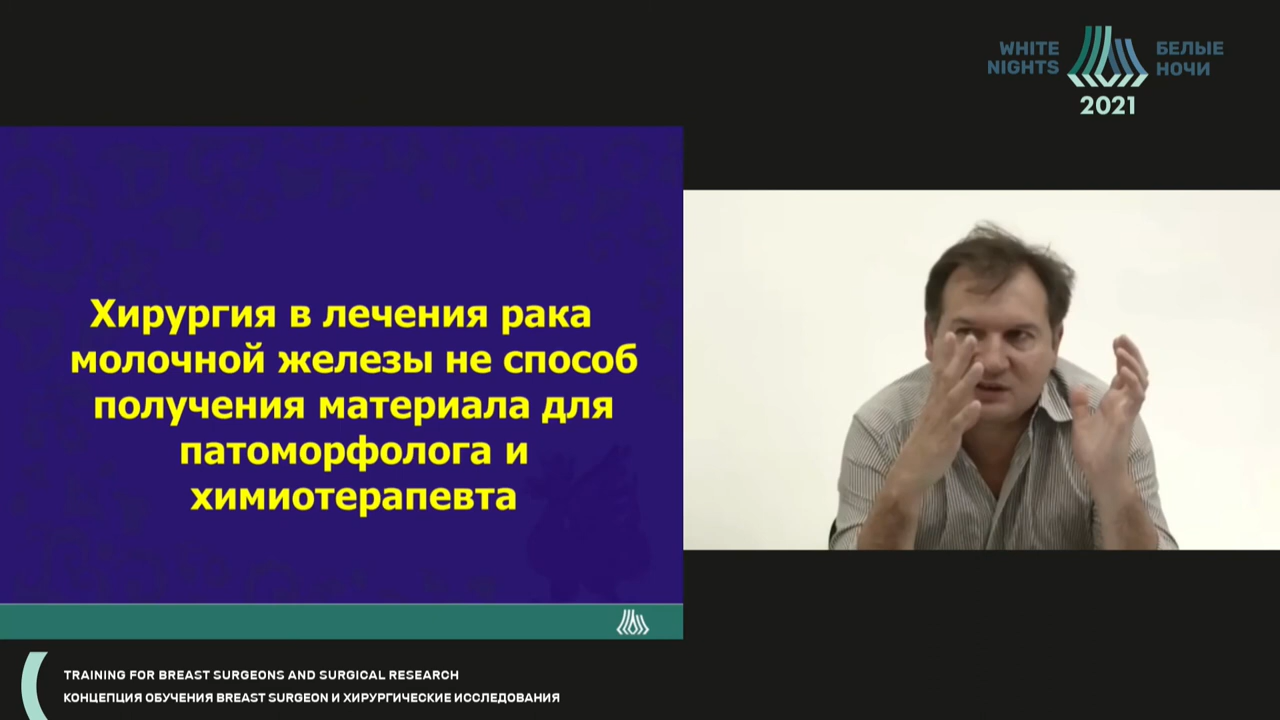 WHITE
NIGHTS
БЕЛЫЕ
НОЧИ
2021
Хирургия в лечения рака
молочной железы не способ
получения материала для
патоморфолога и
химиотерапевта
TRAINING FOR BREAST SURGEONS AND SURGICAL RESEARCH
КОНЦЕПЦИЯ ОБУЧЕНИЯ BREAST SURGEON И ХИРУРГИЧЕСКИЕ ИССЛЕДОВАНИЯ